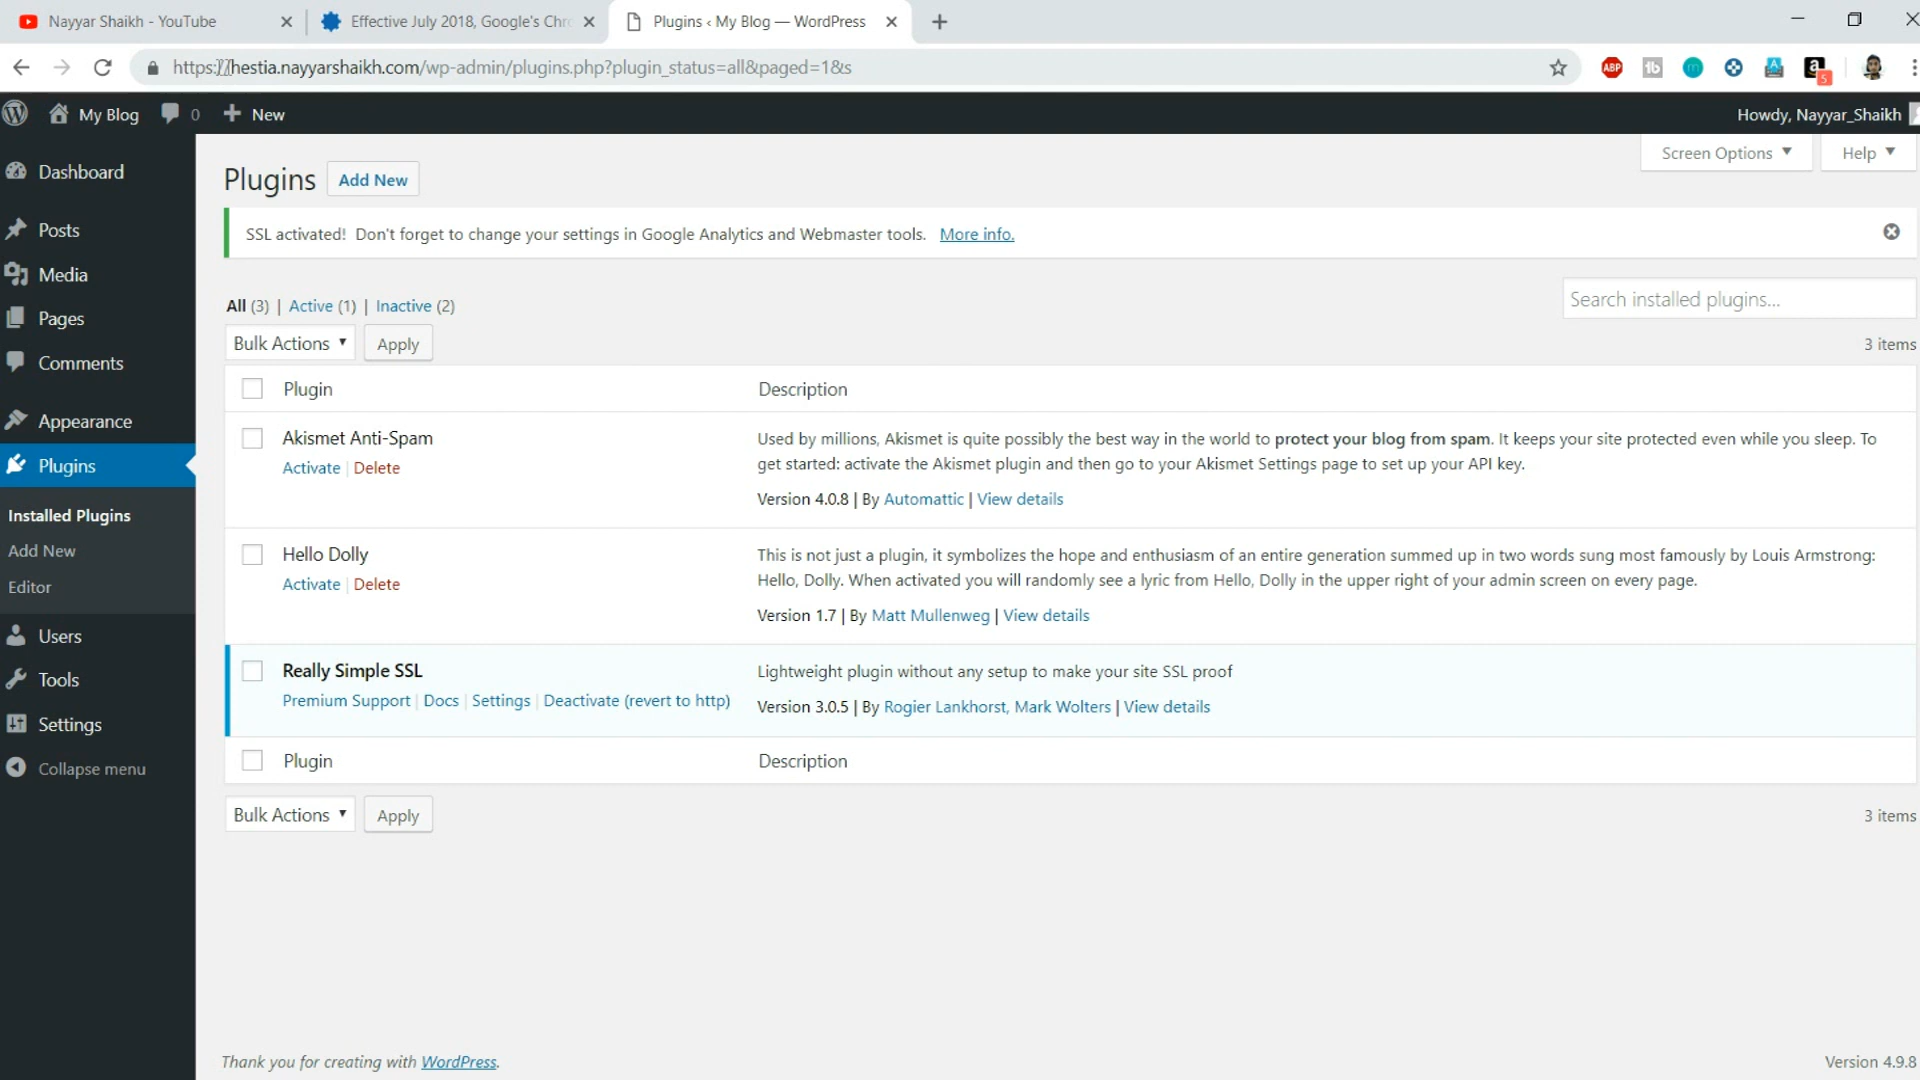 Nayyar Shaikh - YouTube
Effective July 2018, Google's Chr
Plugins ‹ My Blog — WordPress
https://hestia.nayyarshaikh.com/wp-admin/plugins.php?plugin_status=all&paged=1&s
ABP
5
My Blog
0
New
Howdy, Nayyar_Shaikh
Screen Options
Help
Dashboard
Posts
Media
Pages
Comments
Appearance
Plugins
Installed Plugins
Add New
Editor
Users
Tools
Settings
Collapse menu
Plugins
Add New
SSL activated! Don't forget to change your settings in Google Analytics and Webmaster tools. More info.
All (3) | Active (1) | Inactive (2)
Search installed plugins...
Bulk Actions
Apply
3 items
Plugin
Description
Akismet Anti-Spam
Activate | Delete
Used by millions, Akismet is quite possibly the best way in the world to protect your blog from spam. It keeps your site protected even while you sleep. To
get started: activate the Akismet plugin and then go to your Akismet Settings page to set up your API key.
Version 4.0.8 | By Automattic | View details
Hello Dolly
Activate | Delete
This is not just a plugin, it symbolizes the hope and enthusiasm of an entire generation summed up in two words sung most famously by Louis Armstrong:
Hello, Dolly. When activated you will randomly see a lyric from Hello, Dolly in the upper right of your admin screen on every page.
Version 1.7 | By Matt Mullenweg | View details
Really Simple SSL
Premium Support | Docs | Settings | Deactivate (revert to http)
Lightweight plugin without any setup to make your site SSL proof
Version 3.0.5 | By Rogier Lankhorst, Mark Wolters | View details
Plugin
Description
Bulk Actions
Apply
3 items
Thank you for creating with WordPress.
Version 4.9.8